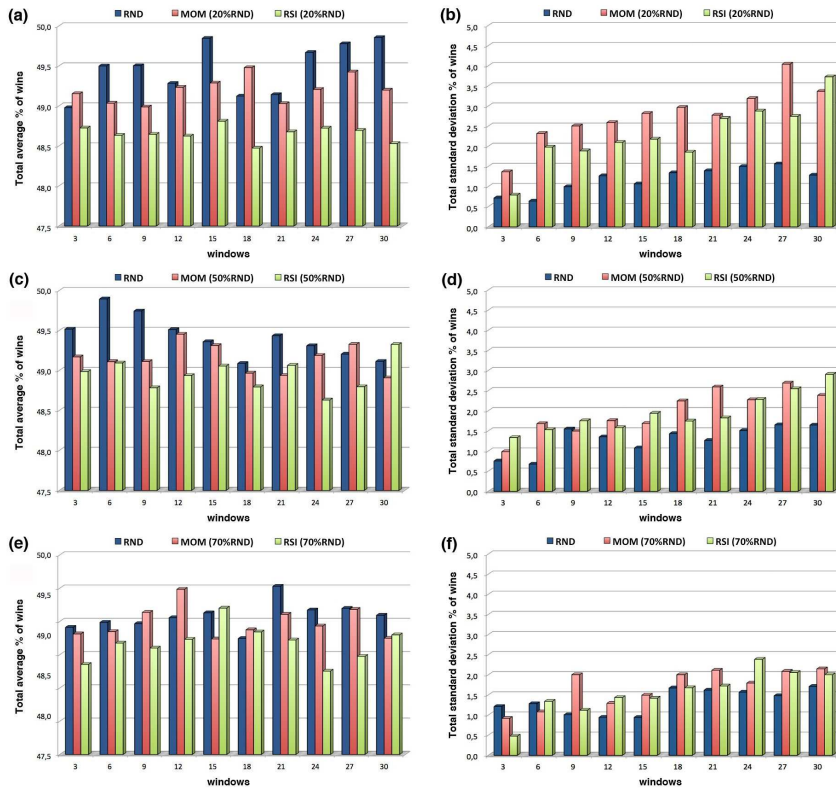 (a)
RND MOM (20%RND) RSI (20%RND)
Total average % of wins
50,0
49,5
49,0
48,5
48,0
47,5
3 6 9 12 15 18 21 24 27 30
windows
(b)
RND MOM (20%RND) RSI (20%RND)
Total standard deviation % of wins
5,0
4,5
4,0
3,5
3,0
2,5
2,0
1,5
1,0
0,5
0,0
3 6 9 12 15 18 21 24 27 30
windows
(c)
RND MOM (50%RND) RSI (50%RND)
Total average % of wins
50,0
49,5
49,0
48,5
48,0
47,5
3 6 9 12 15 18 21 24 27 30
windows
(d)
RND MOM (50%RND) RSI (50%RND)
Total standard deviation % of wins
5,0
4,5
4,0
3,5
3,0
2,5
2,0
1,5
1,0
0,5
0,0
3 6 9 12 15 18 21 24 27 30
windows
(e)
RND MOM (70%RND) RSI (70%RND)
Total average % of wins
50,0
49,5
49,0
48,5
48,0
47,5
3 6 9 12 15 18 21 24 27 30
windows
(f)
RND MOM (70%RND) RSI (70%RND)
Total standard deviation % of wins
5,0
4,5
4,0
3,5
3,0
2,5
2,0
1,5
1,0
0,5
0,0
3 6 9 12 15 18 21 24 27 30
windows